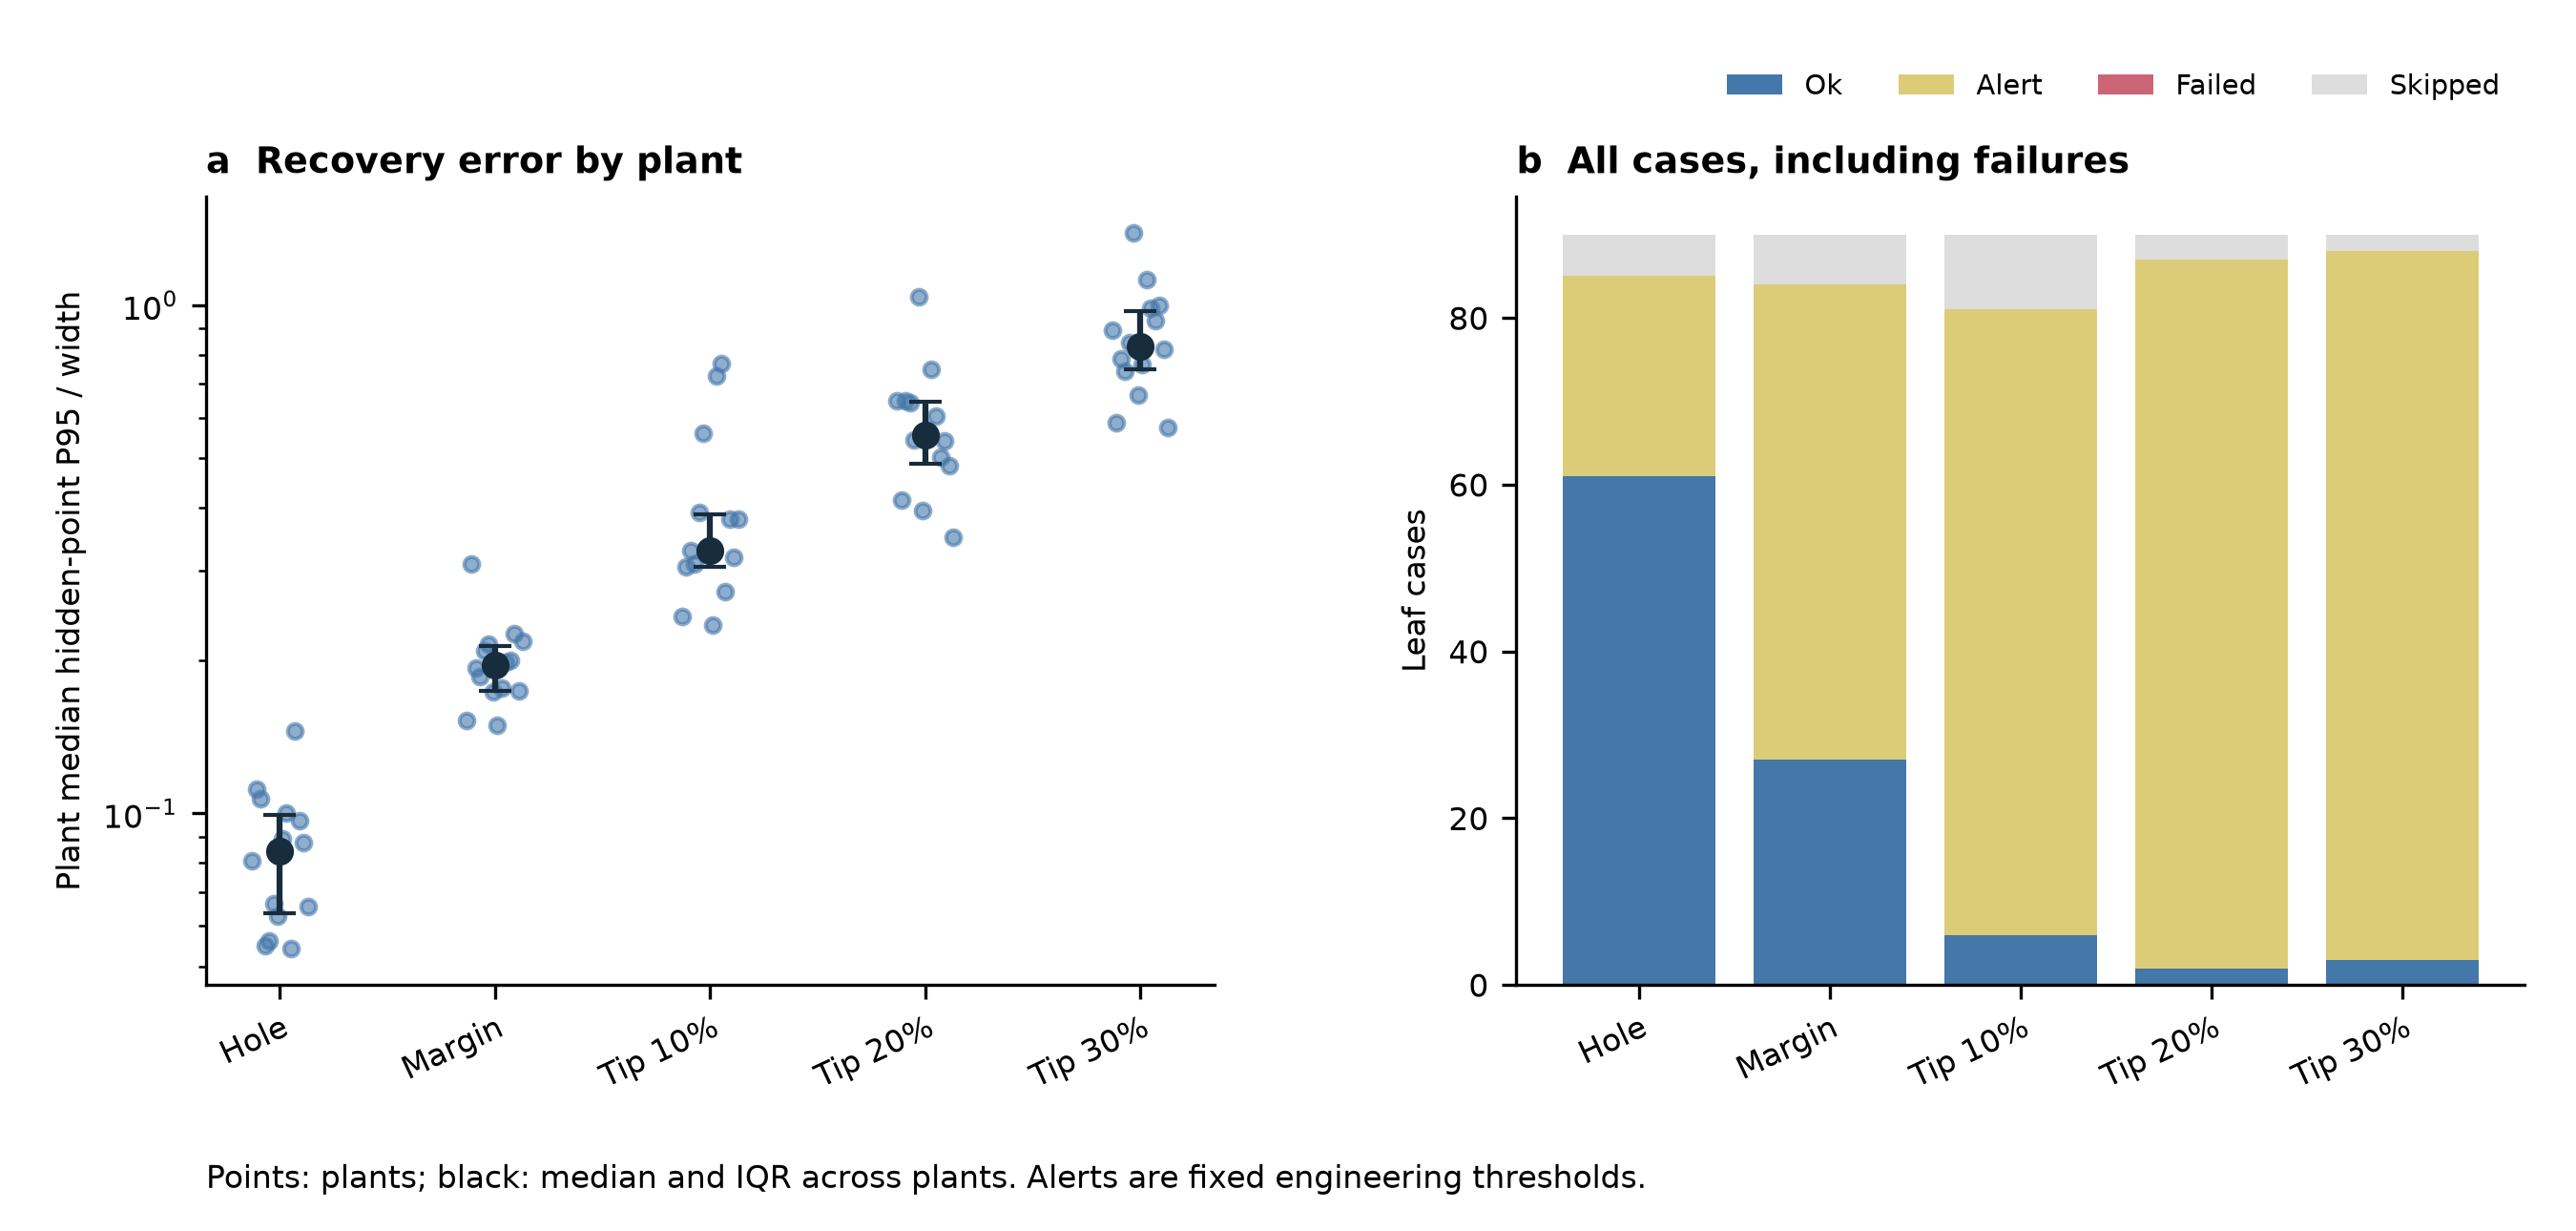 Ok Alert Failed Skipped
a Recovery error by plant
Plant median hidden-point P95 / width
10⁰
10⁻¹
Hole Margin Tip 10% Tip 20% Tip 30%
b All cases, including failures
Leaf cases
80
60
40
20
0
Hole Margin Tip 10% Tip 20% Tip 30%
Points: plants; black: median and IQR across plants. Alerts are fixed engineering thresholds.